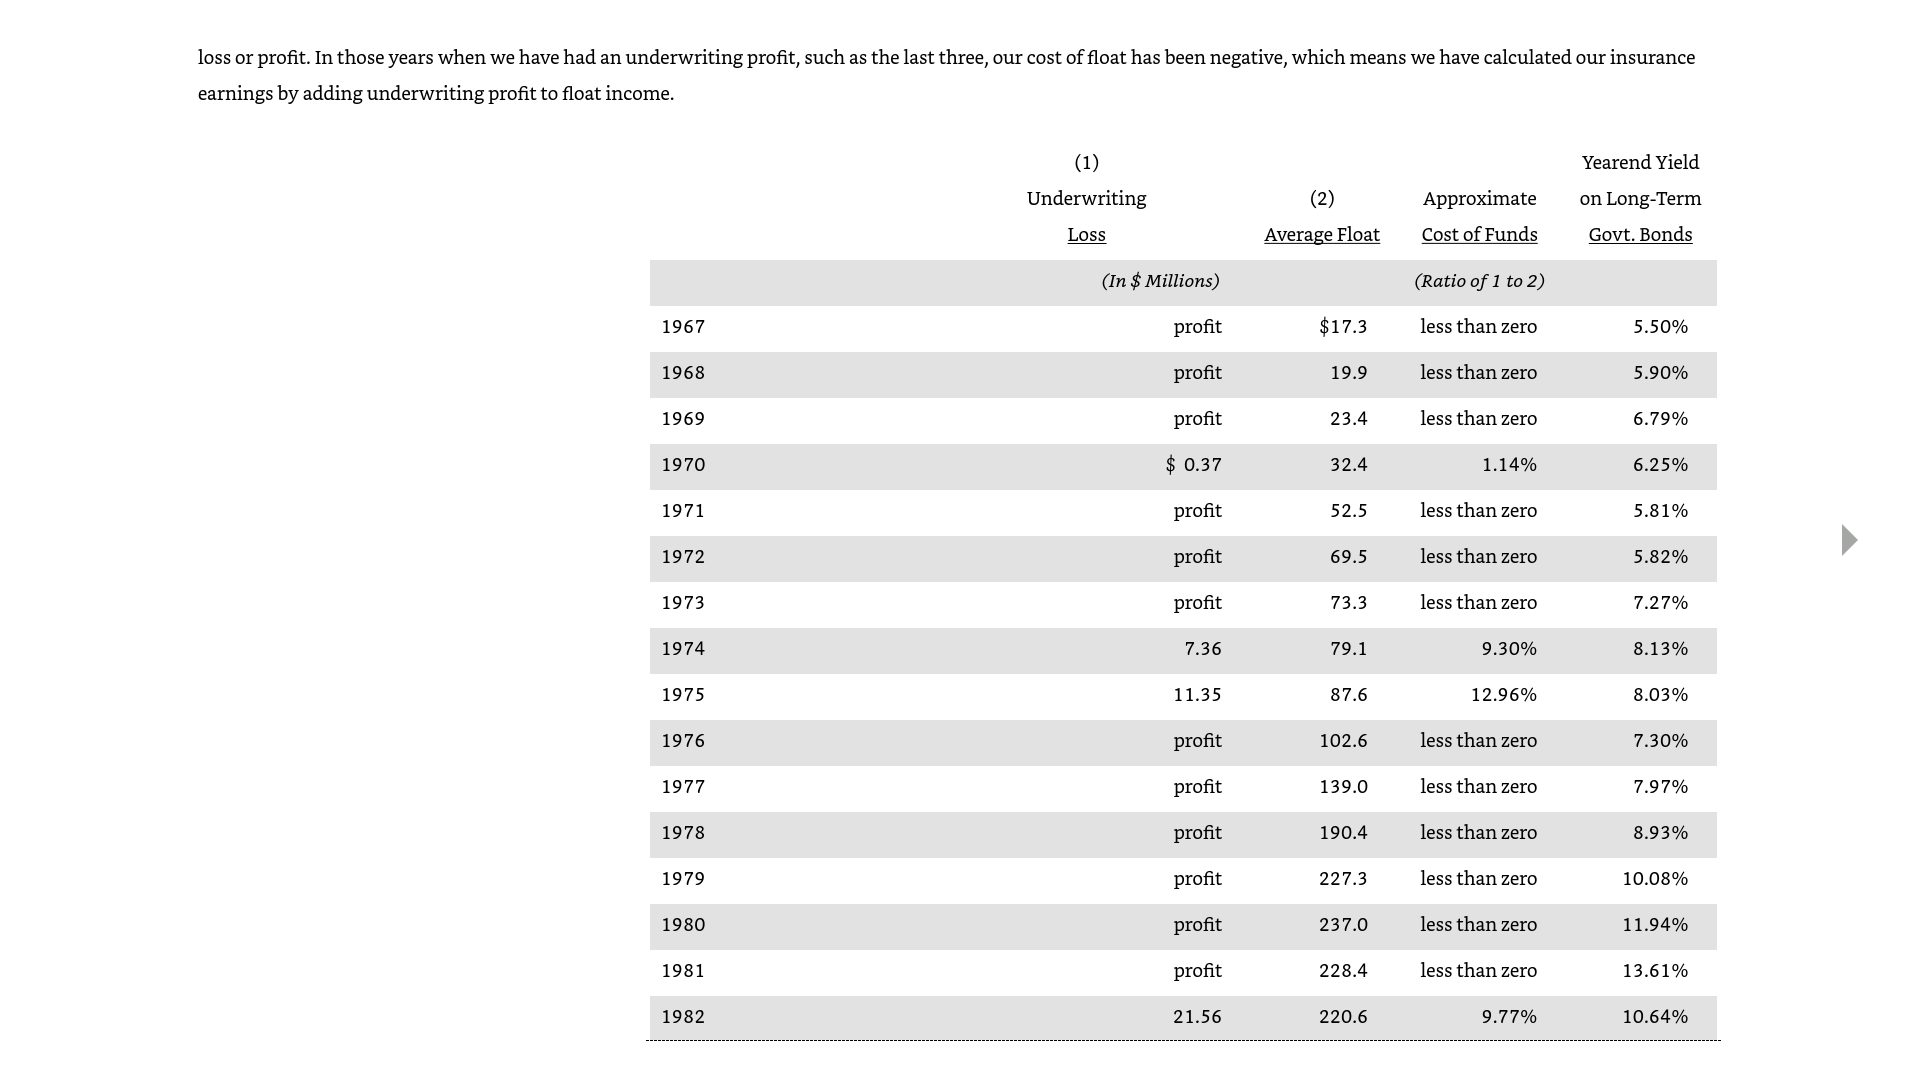 loss or profit. In those years when we have had an underwriting profit, such as the last three, our cost of float has been negative, which means we have calculated our insurance
earnings by adding underwriting profit to float income.
(1) Yearend Yield
Underwriting (2) Approximate on Long-Term
Loss Average Float Cost of Funds Govt. Bonds
(In $ Millions) (Ratio of 1 to 2)
1967 profit $17.3 less than zero 5.50%
1968 profit 19.9 less than zero 5.90%
1969 profit 23.4 less than zero 6.79%
1970 $ 0.37 32.4 1.14% 6.25%
1971 profit 52.5 less than zero 5.81%
1972 profit 69.5 less than zero 5.82%
1973 profit 73.3 less than zero 7.27%
1974 7.36 79.1 9.30% 8.13%
1975 11.35 87.6 12.96% 8.03%
1976 profit 102.6 less than zero 7.30%
1977 profit 139.0 less than zero 7.97%
1978 profit 190.4 less than zero 8.93%
1979 profit 227.3 less than zero 10.08%
1980 profit 237.0 less than zero 11.94%
1981 profit 228.4 less than zero 13.61%
1982 21.56 220.6 9.77% 10.64%